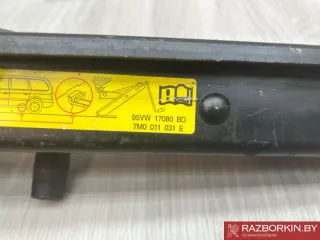 95VW 17080 BD
7M0 011 031 E
RAZBORKIN.BY